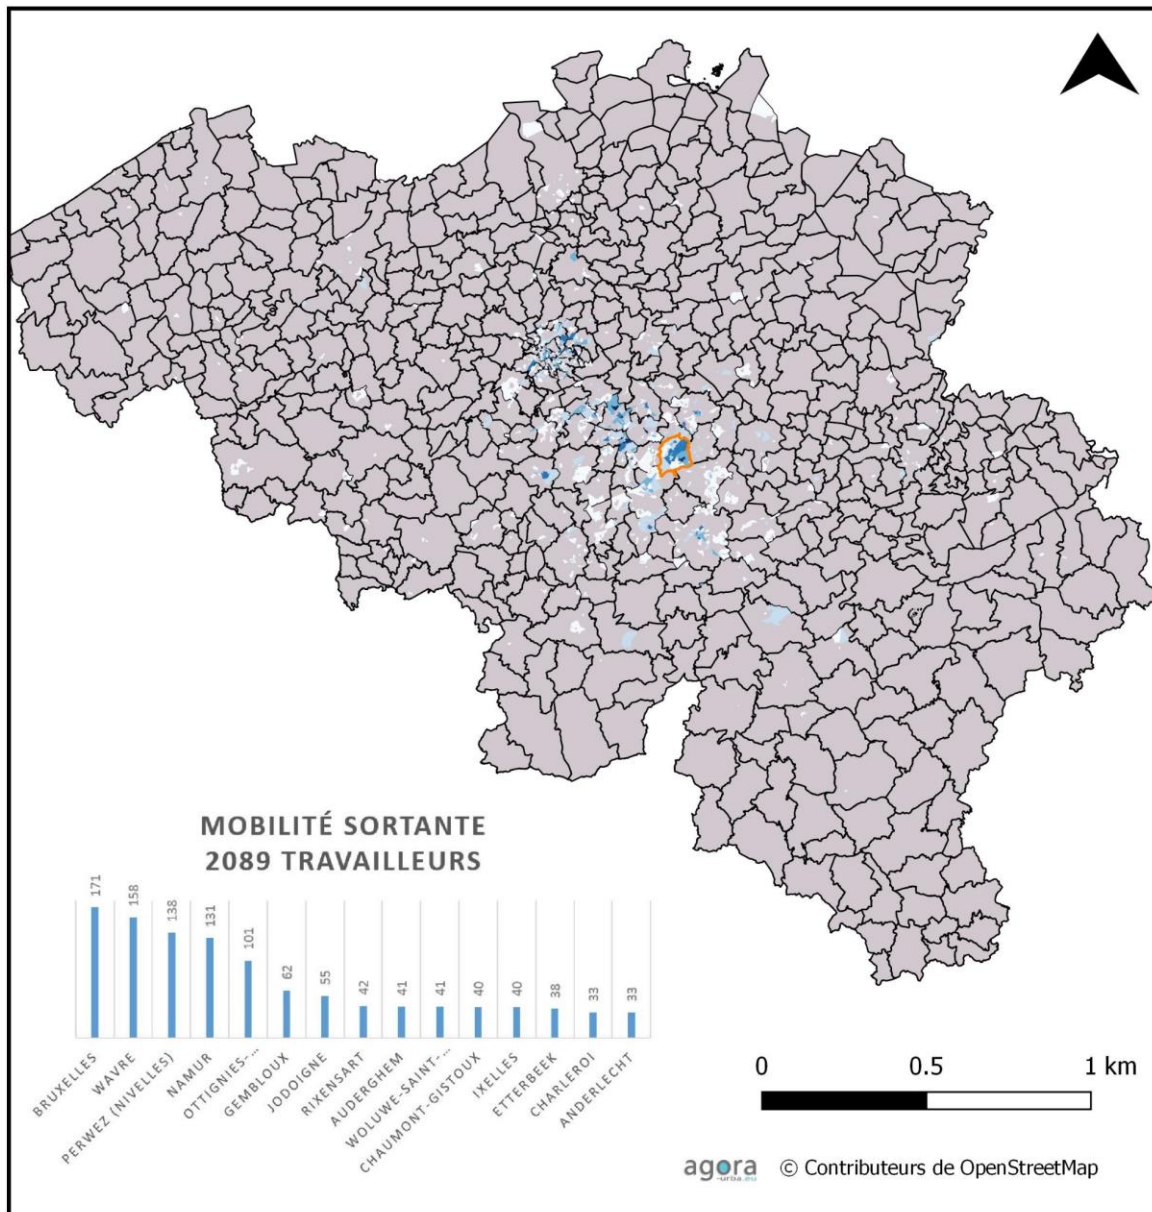 MOBILITÉ SORTANTE
2089 TRAVAILLEURS
171
158
138
131
101
62
55
42
41
41
40
40
38
33
33
BRUXELLES
WAVRE
PERWEZ (NIVELLES)
NAMUR
OTTIGNIES-...
GEMBLOUX
JODOIGNE
RIXENSART
AUDERGHEM
WOLUWE-SAINT-...
CHAUMONT-GISTOUX
IXELLES
ETTERBEEK
CHARLEROI
ANDERLECHT
0 0.5 1 km
agora
-urba.eu
© Contributeurs de OpenStreetMap